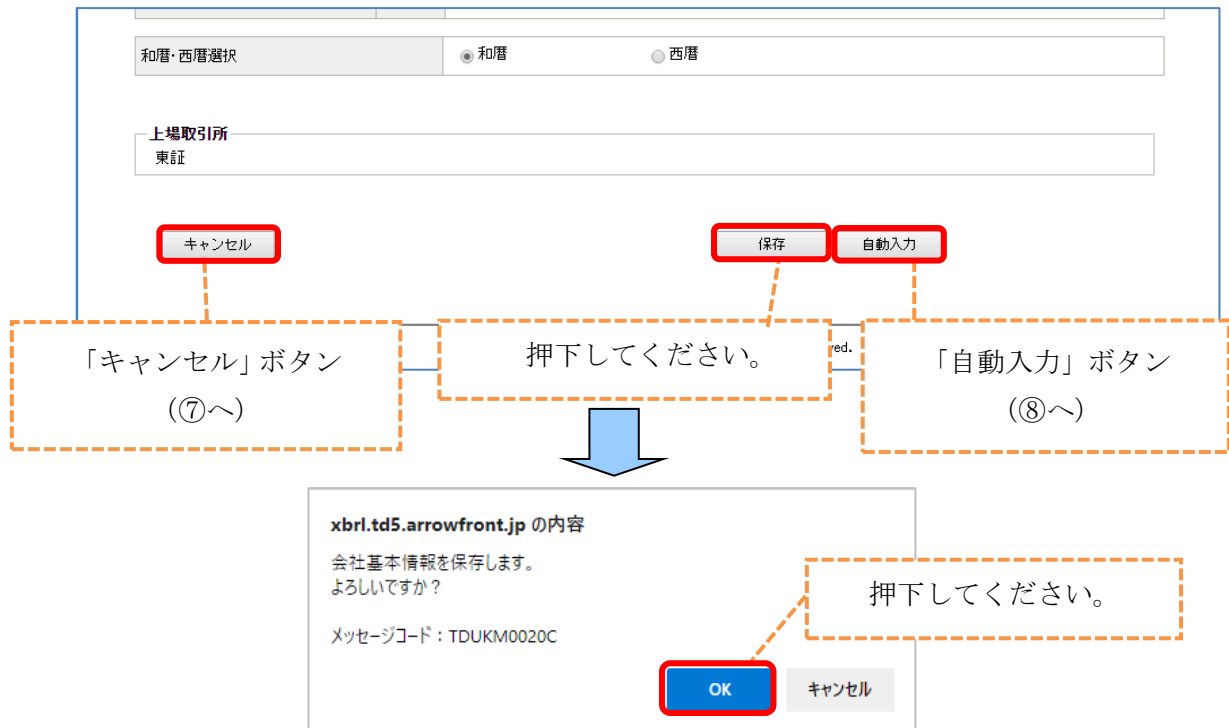 和暦・西暦選択
和暦
西暦
上場取引所
東証
キャンセル
保存
自動入力
「キャンセル」ボタン
(⑦へ)
押下してください。
ved.
「自動入力」ボタン
(⑧へ)
xbrl.td5.arrowfront.jp の内容
会社基本情報を保存します。
よろしいですか？
メッセージコード：TDUKM0020C
押下してください。
OK
キャンセル